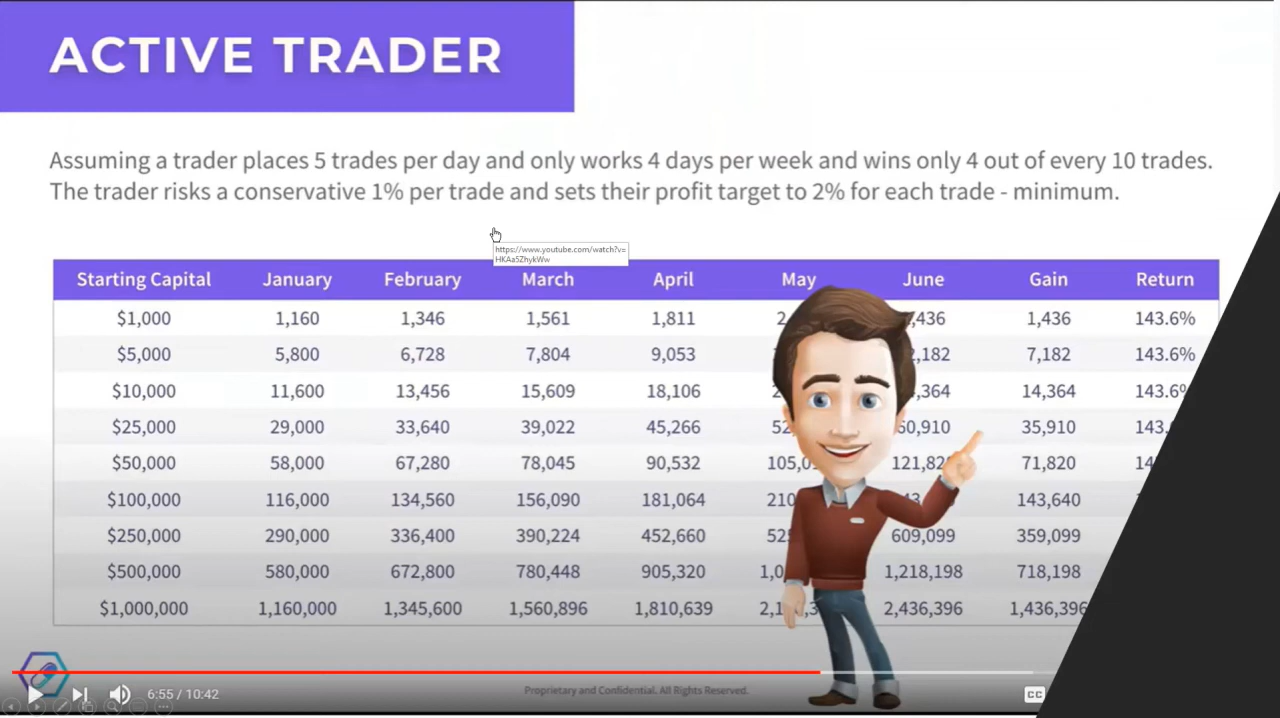 ACTIVE TRADER
Assuming a trader places 5 trades per day and only works 4 days per week and wins only 4 out of every 10 trades.
The trader risks a conservative 1% per trade and sets their profit target to 2% for each trade - minimum.
https://www.youtube.com/watch?v=
HKAa5ZhykWw
Starting Capital January February March April May June Gain Return
$1,000 1,160 1,346 1,561 1,811 1,436 143.6%
$5,000 5,800 6,728 7,804 9,053 7,182 143.6%
$10,000 11,600 13,456 15,609 18,106 14,364 143.6%
$25,000 29,000 33,640 39,022 45,266 60,910 35,910
$50,000 58,000 67,280 78,045 90,532 71,820
$100,000 116,000 134,560 156,090 181,064 143,640
$250,000 290,000 336,400 390,224 452,660 609,099 359,099
$500,000 580,000 672,800 780,448 905,320 1,218,198 718,198
$1,000,000 1,160,000 1,345,600 1,560,896 1,810,639 2,436,396 1,436,396
6:55 / 10:42
Proprietary and Confidential. All Rights Reserved.
CC